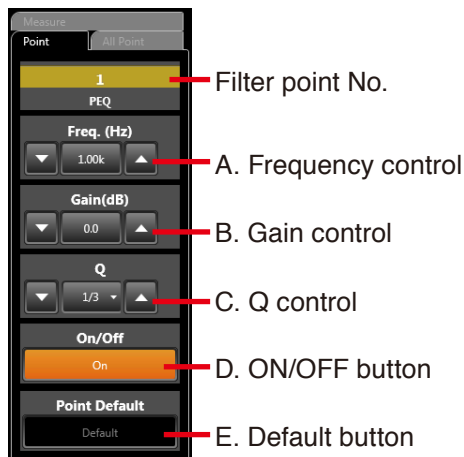 Measure
Point
All Point
1
PEQ
Filter point No.
Freq. (Hz)
1.00k
A. Frequency control
Gain(dB)
0.0
B. Gain control
Q
1/3
C. Q control
On/Off
On
D. ON/OFF button
Point Default
Default
E. Default button